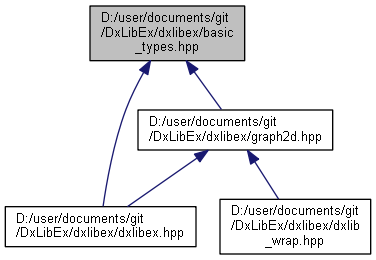 D:/user/documents/git
/DxLibEx/dxlibex/basic
_types.hpp
D:/user/documents/git
/DxLibEx/dxlibex/graph2d.hpp
D:/user/documents/git
/DxLibEx/dxlibex/dxlibex.hpp
D:/user/documents/git
/DxLibEx/dxlibex/dxlib
_wrap.hpp